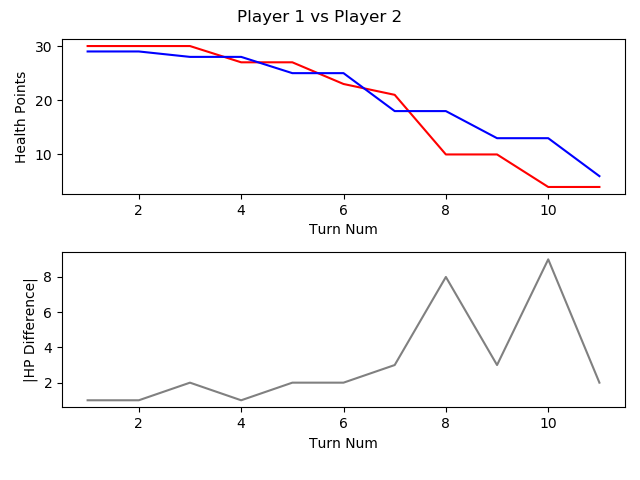 Player 1 vs Player 2
Health Points
30
20
10
2 4 6 8 10
Turn Num
|HP Difference|
8
6
4
2
2 4 6 8 10
Turn Num